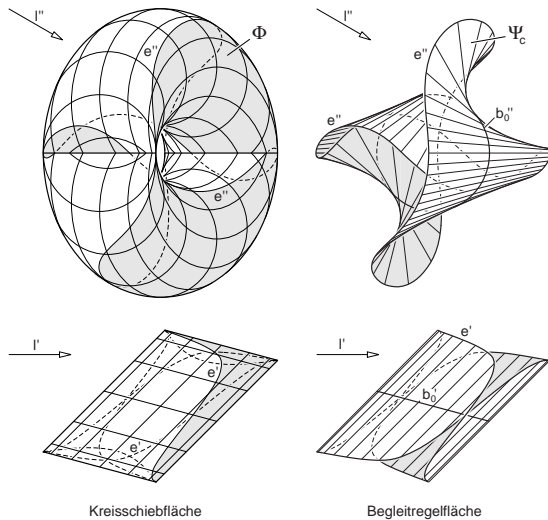 l''
Φ
e''
e''
l''
Ψc
e''
b0''
e''
l'
e'
e'
l'
e'
b0'
Kreisschiebfläche
Begleitregelfläche